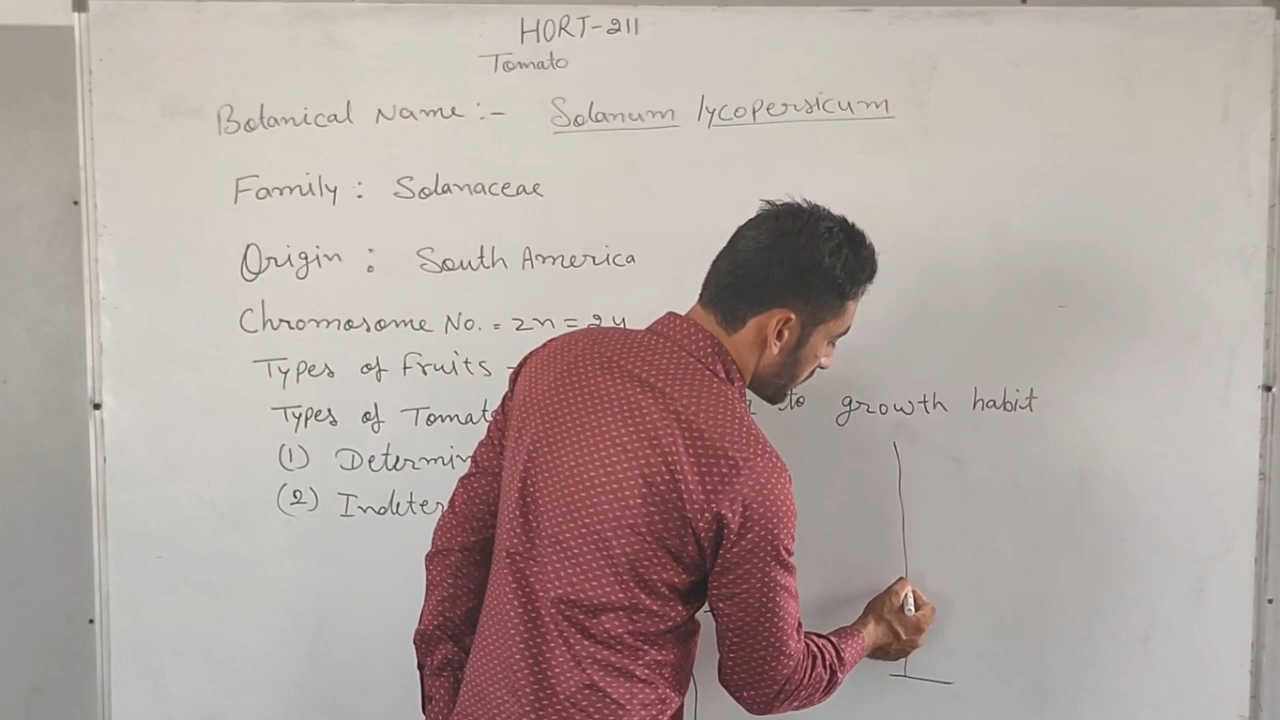 HORT-211
Tomato
Botanical Name :- Solanum lycopersicum
Family : Solanaceae
Origin : South America
Chromosome No. = 2n = 24
Types of Fruits -
Types of Tomato to growth habit
(1) Determin
(2) Indeter